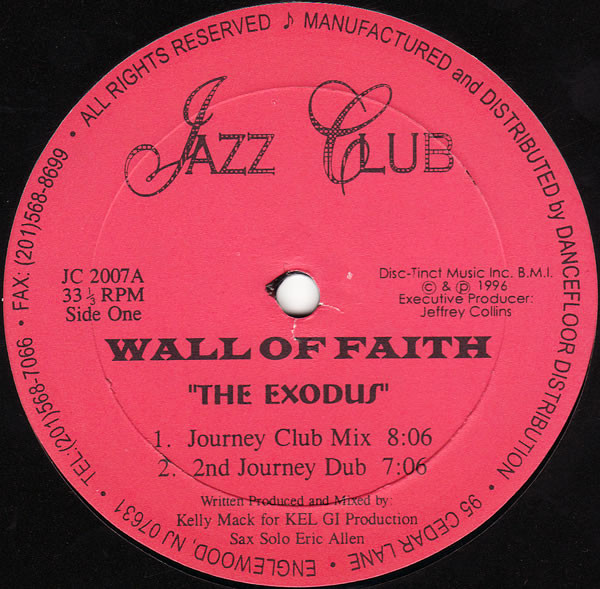 ALL RIGHTS RESERVED ♪ MANUFACTURED and DISTRIBUTED by DANCEFLOOR DISTRIBUTION • 95 CEDAR LANE • ENGLEWOOD, NJ 07631 • TEL:(201)568-7066 • FAX: (201)568-8699 •
Jazz Club
JC 2007A
33 1/3 RPM
Side One
Disc-Tinct Music Inc. B.M.I.
© & ℗ 1996
Executive Producer:
Jeffrey Collins
WALL OF FAITH
"THE EXODUS"
1. Journey Club Mix 8:06
2. 2nd Journey Dub 7:06
Written Produced and Mixed by:
Kelly Mack for KEL GI Production
Sax Solo Eric Allen